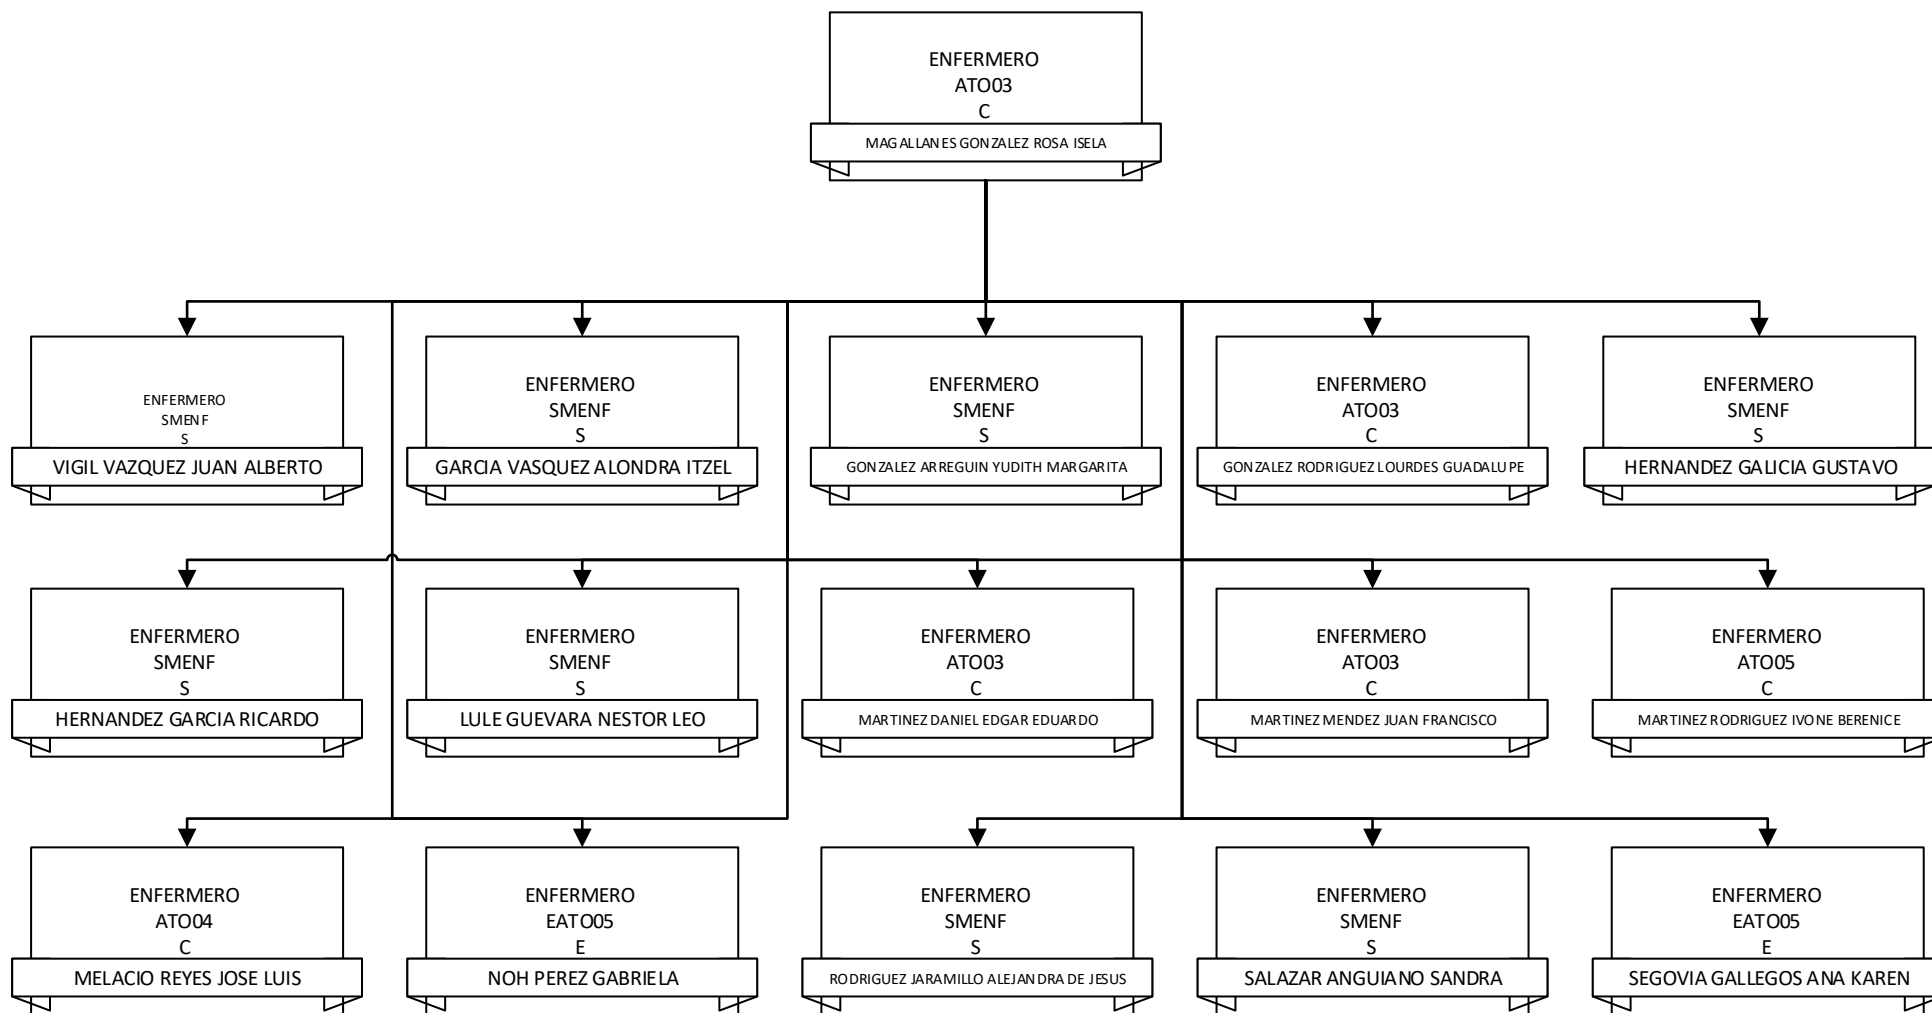 ENFERMERO
ATO03
C
MAGALLANES GONZALEZ ROSA ISELA
ENFERMERO
SMENF
S
VIGIL VAZQUEZ JUAN ALBERTO
ENFERMERO
SMENF
S
GARCIA VASQUEZ ALONDRA ITZEL
ENFERMERO
SMENF
S
GONZALEZ ARREGUIN YUDITH MARGARITA
ENFERMERO
ATO03
C
GONZALEZ RODRIGUEZ LOURDES GUADALUPE
ENFERMERO
SMENF
S
HERNANDEZ GALICIA GUSTAVO
ENFERMERO
SMENF
S
HERNANDEZ GARCIA RICARDO
ENFERMERO
SMENF
S
LULE GUEVARA NESTOR LEO
ENFERMERO
ATO03
C
MARTINEZ DANIEL EDGAR EDUARDO
ENFERMERO
ATO03
C
MARTINEZ MENDEZ JUAN FRANCISCO
ENFERMERO
ATO05
C
MARTINEZ RODRIGUEZ IVONE BERENICE
ENFERMERO
ATO04
C
MELACIO REYES JOSE LUIS
ENFERMERO
EATO05
E
NOH PEREZ GABRIELA
ENFERMERO
SMENF
S
RODRIGUEZ JARAMILLO ALEJANDRA DE JESUS
ENFERMERO
SMENF
S
SALAZAR ANGUIANO SANDRA
ENFERMERO
EATO05
E
SEGOVIA GALLEGOS ANA KAREN